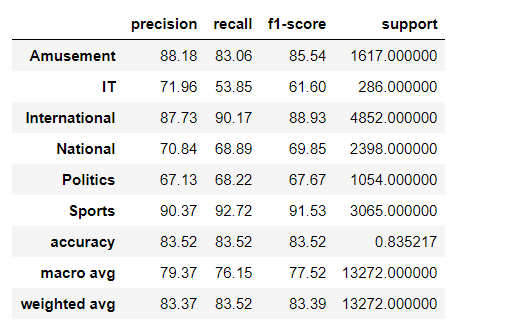 precision recall f1-score support
Amusement 88.18 83.06 85.54 1617.000000
IT 71.96 53.85 61.60 286.000000
International 87.73 90.17 88.93 4852.000000
National 70.84 68.89 69.85 2398.000000
Politics 67.13 68.22 67.67 1054.000000
Sports 90.37 92.72 91.53 3065.000000
accuracy 83.52 83.52 83.52 0.835217
macro avg 79.37 76.15 77.52 13272.000000
weighted avg 83.37 83.52 83.39 13272.000000